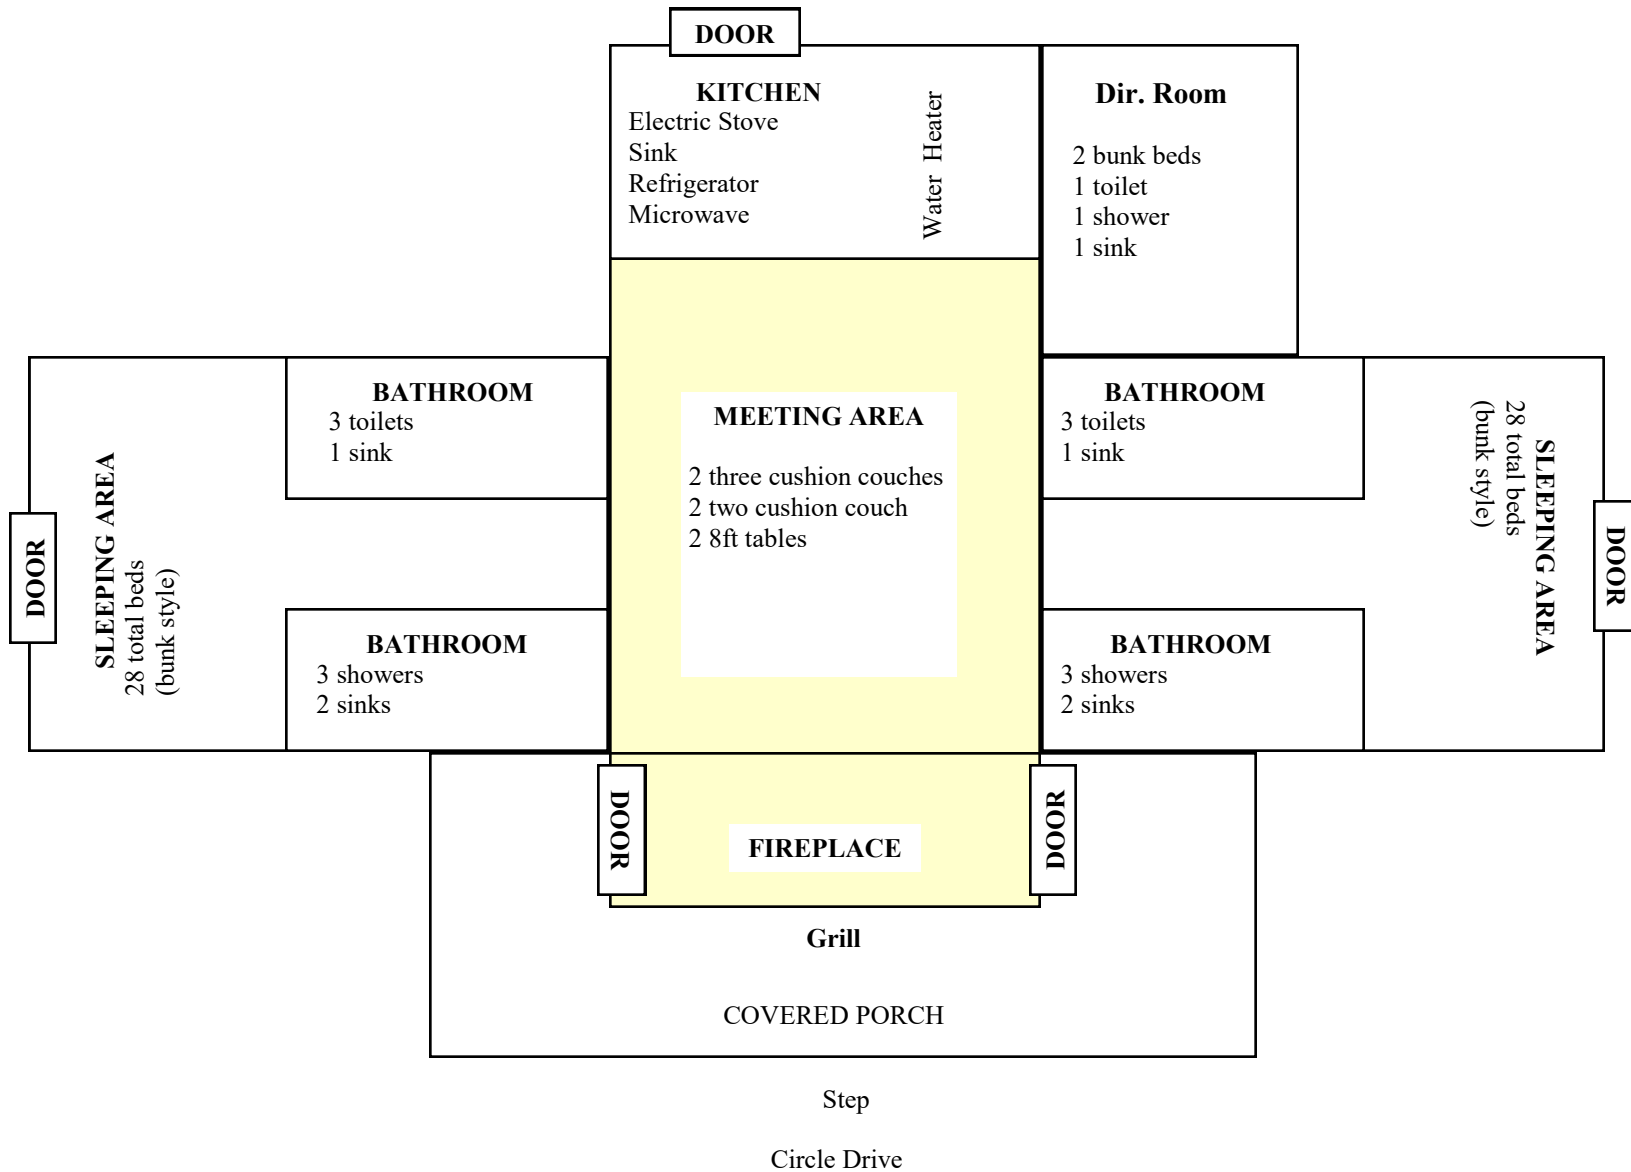 DOOR
KITCHEN
Electric Stove
Sink
Refrigerator
Microwave
Water Heater
Dir. Room
2 bunk beds
1 toilet
1 shower
1 sink
BATHROOM
3 toilets
1 sink
MEETING AREA
2 three cushion couches
2 two cushion couch
2 8ft tables
BATHROOM
3 toilets
1 sink
DOOR
SLEEPING AREA
28 total beds
(bunk style)
SLEEPING AREA
28 total beds
(bunk style)
DOOR
BATHROOM
3 showers
2 sinks
BATHROOM
3 showers
2 sinks
DOOR
FIREPLACE
DOOR
Grill
COVERED PORCH
Step
Circle Drive